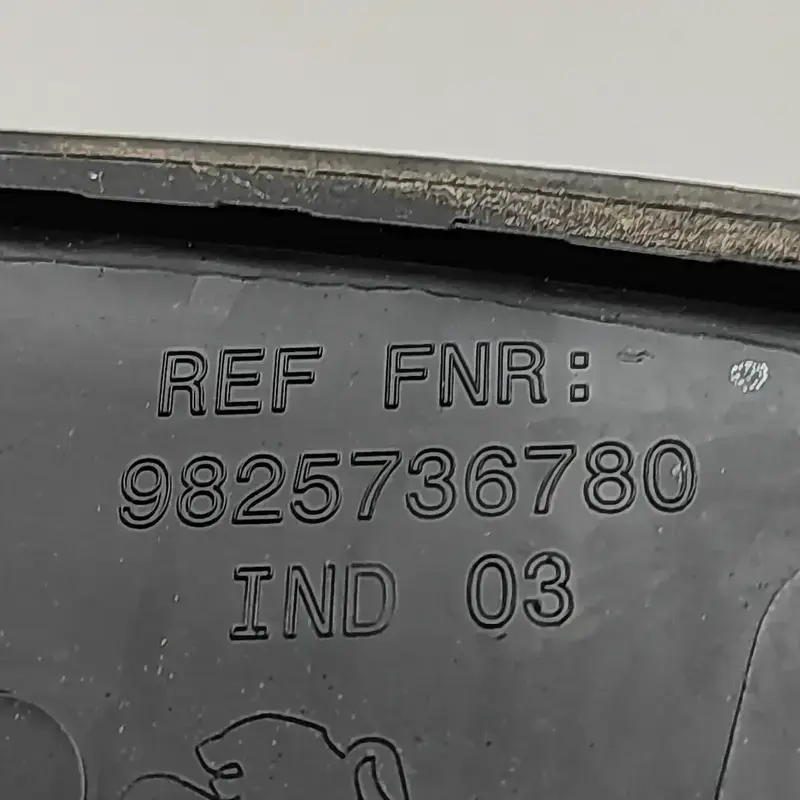 REF FNR:
9825736780
IND 03